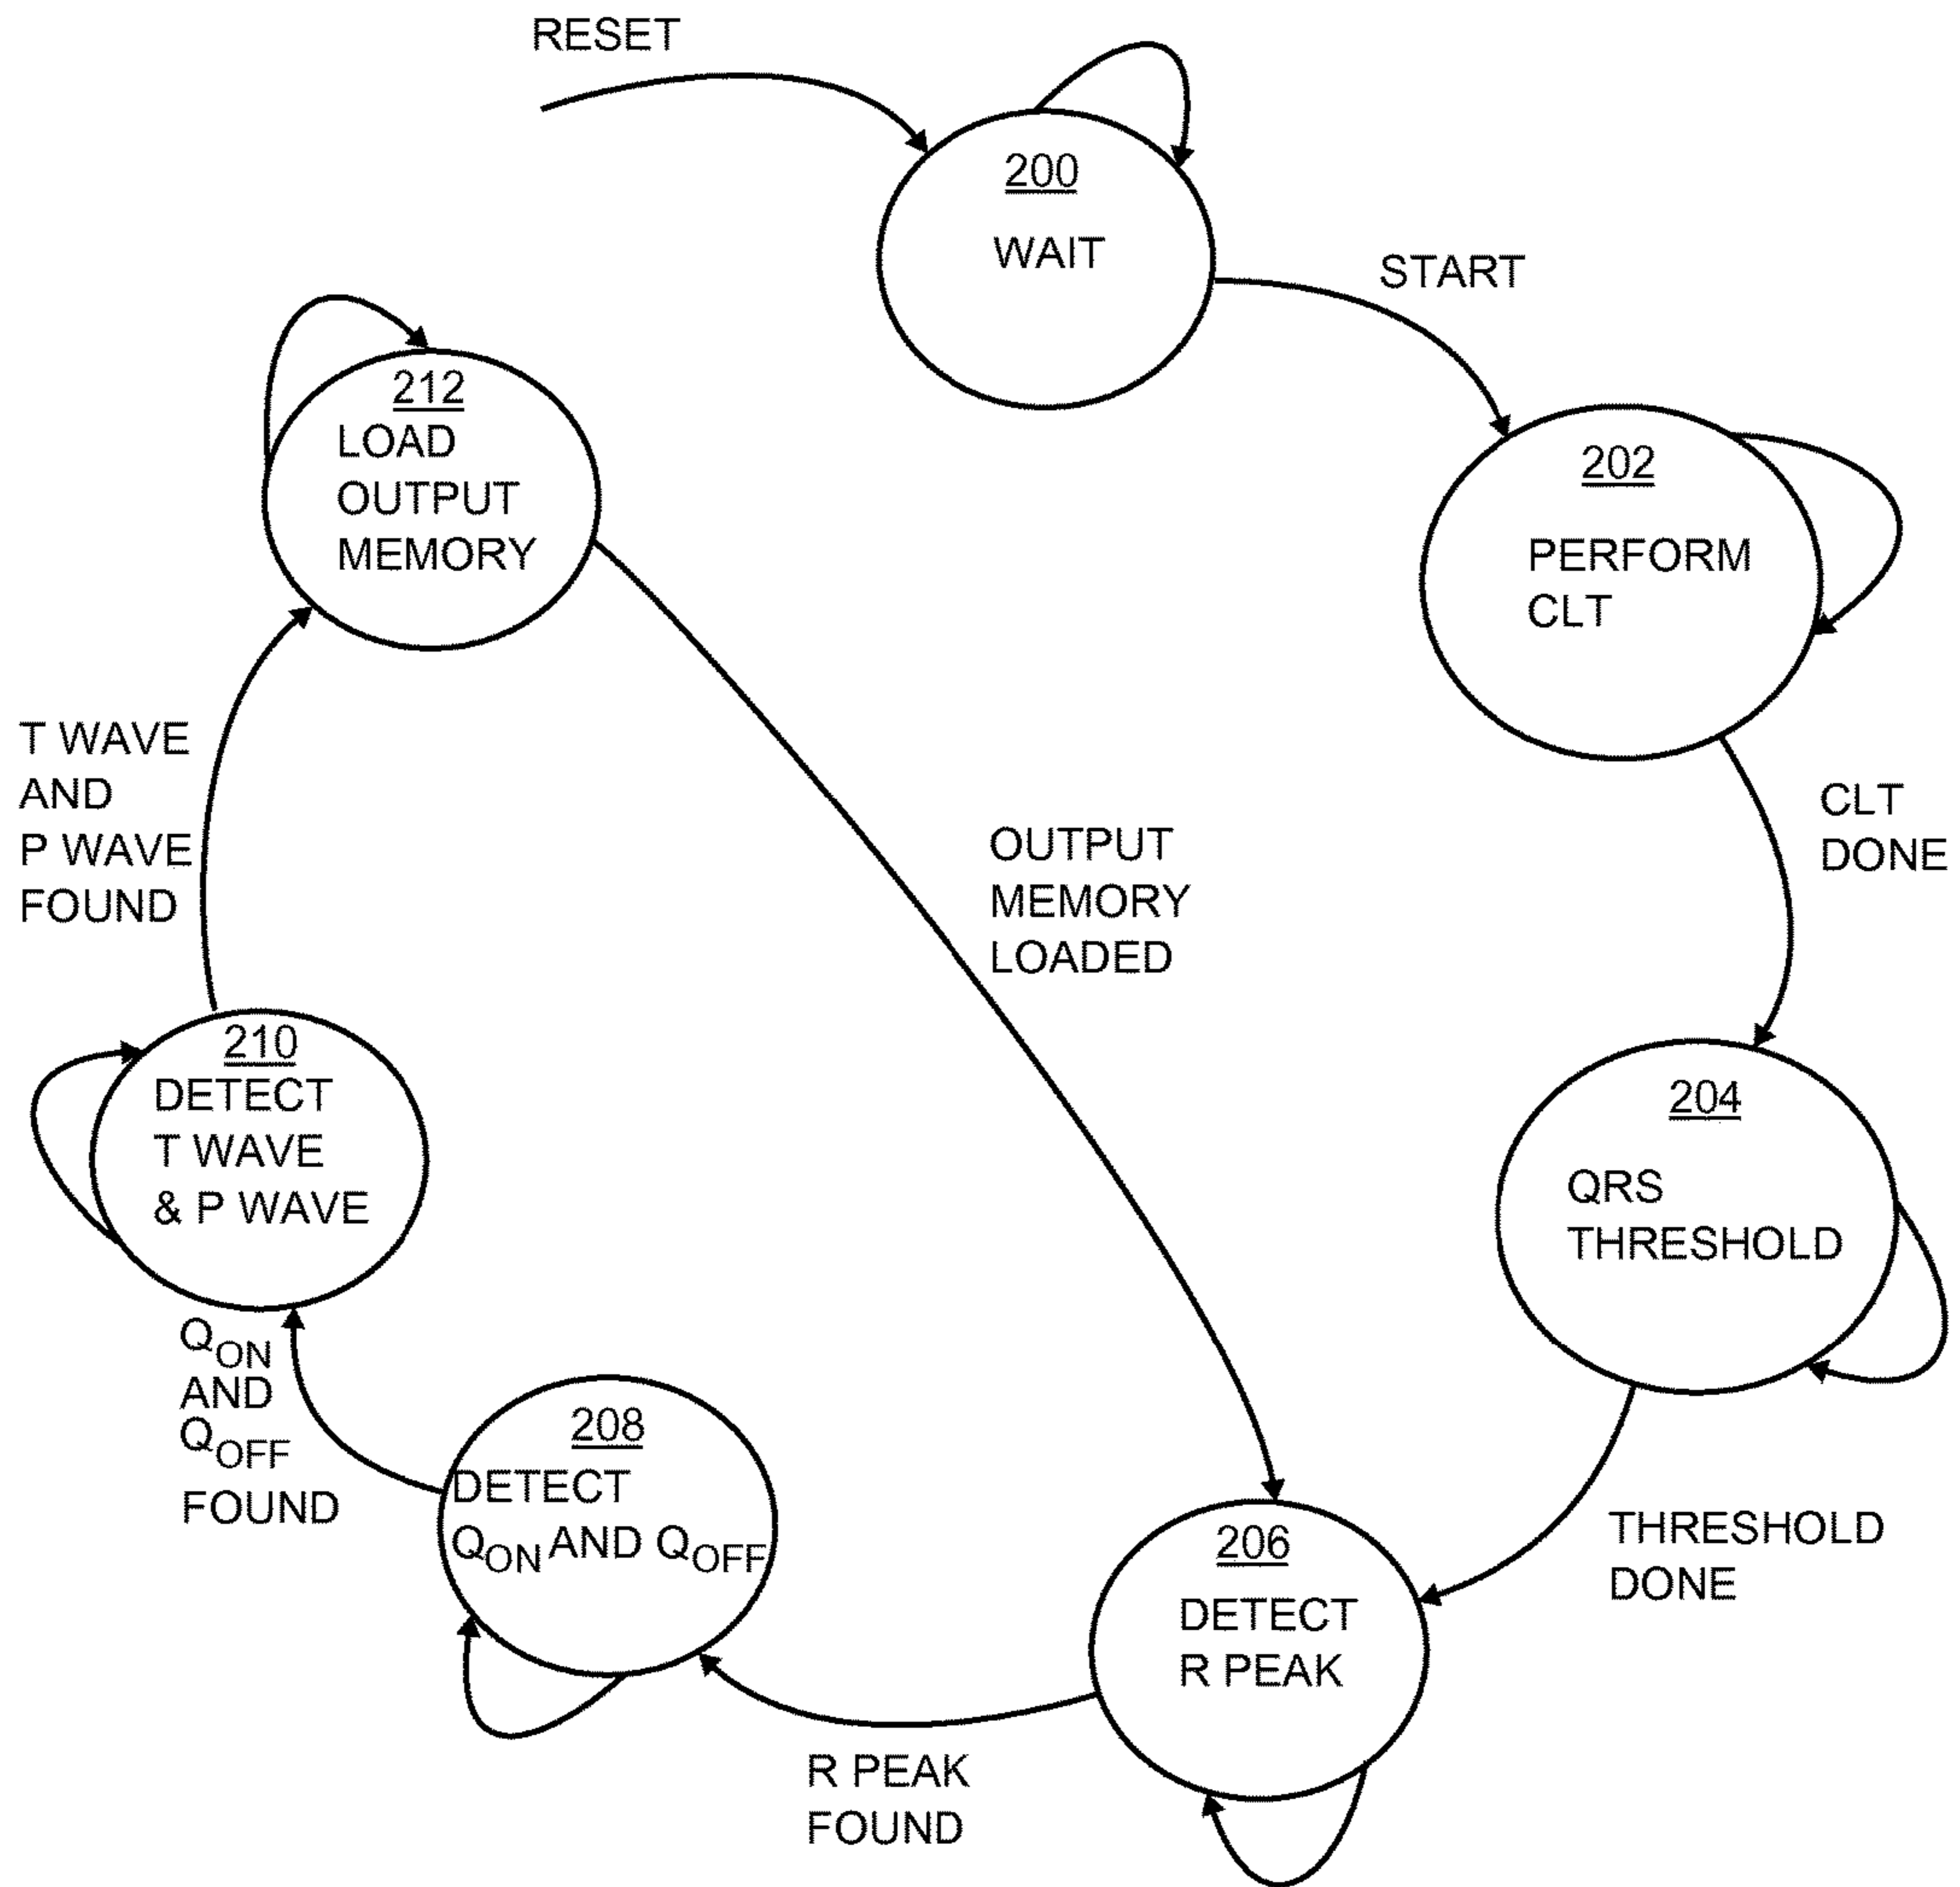 RESET
200
WAIT
START
212
LOAD
OUTPUT
MEMORY
202
PERFORM
CLT
T WAVE
AND
P WAVE
FOUND
CLT
DONE
OUTPUT
MEMORY
LOADED
210
DETECT
T WAVE
& P WAVE
204
QRS
THRESHOLD
QON
AND
QOFF
FOUND
208
DETECT
QON AND QOFF
206
DETECT
R PEAK
THRESHOLD
DONE
R PEAK
FOUND